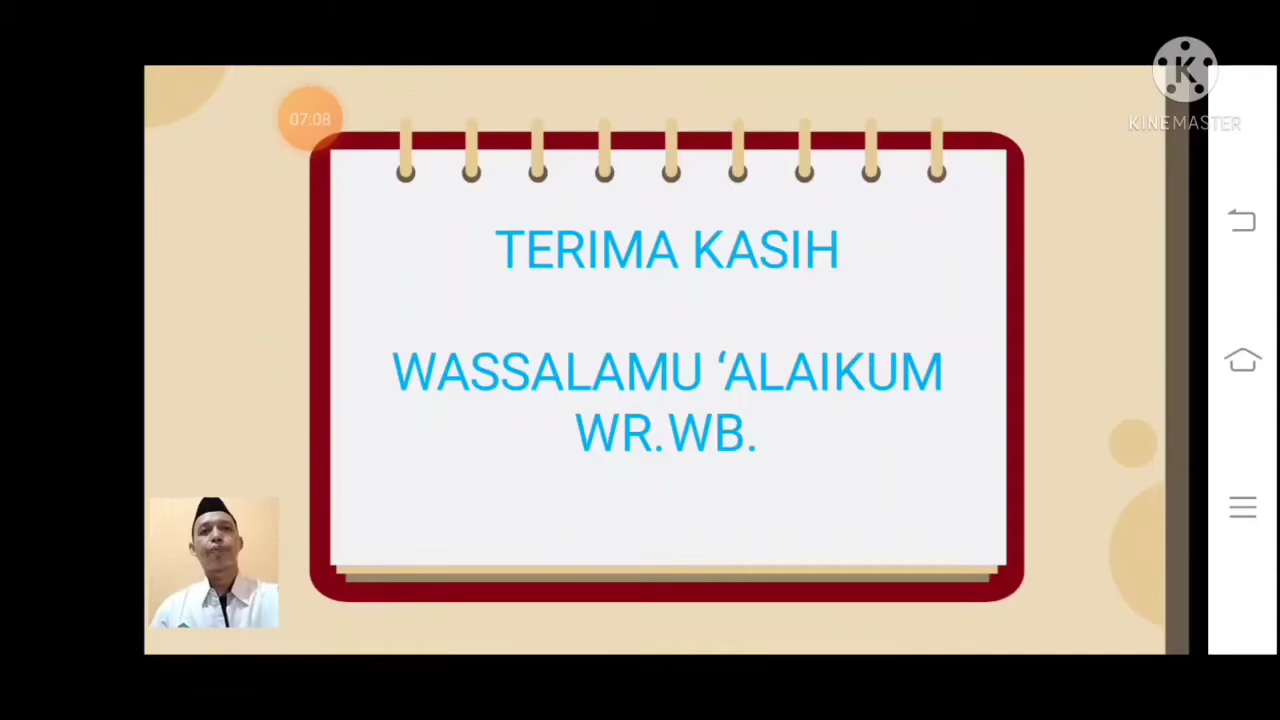 K
KINEMASTER
07:08
TERIMA KASIH
WASSALAMU ‘ALAIKUM
WR.WB.